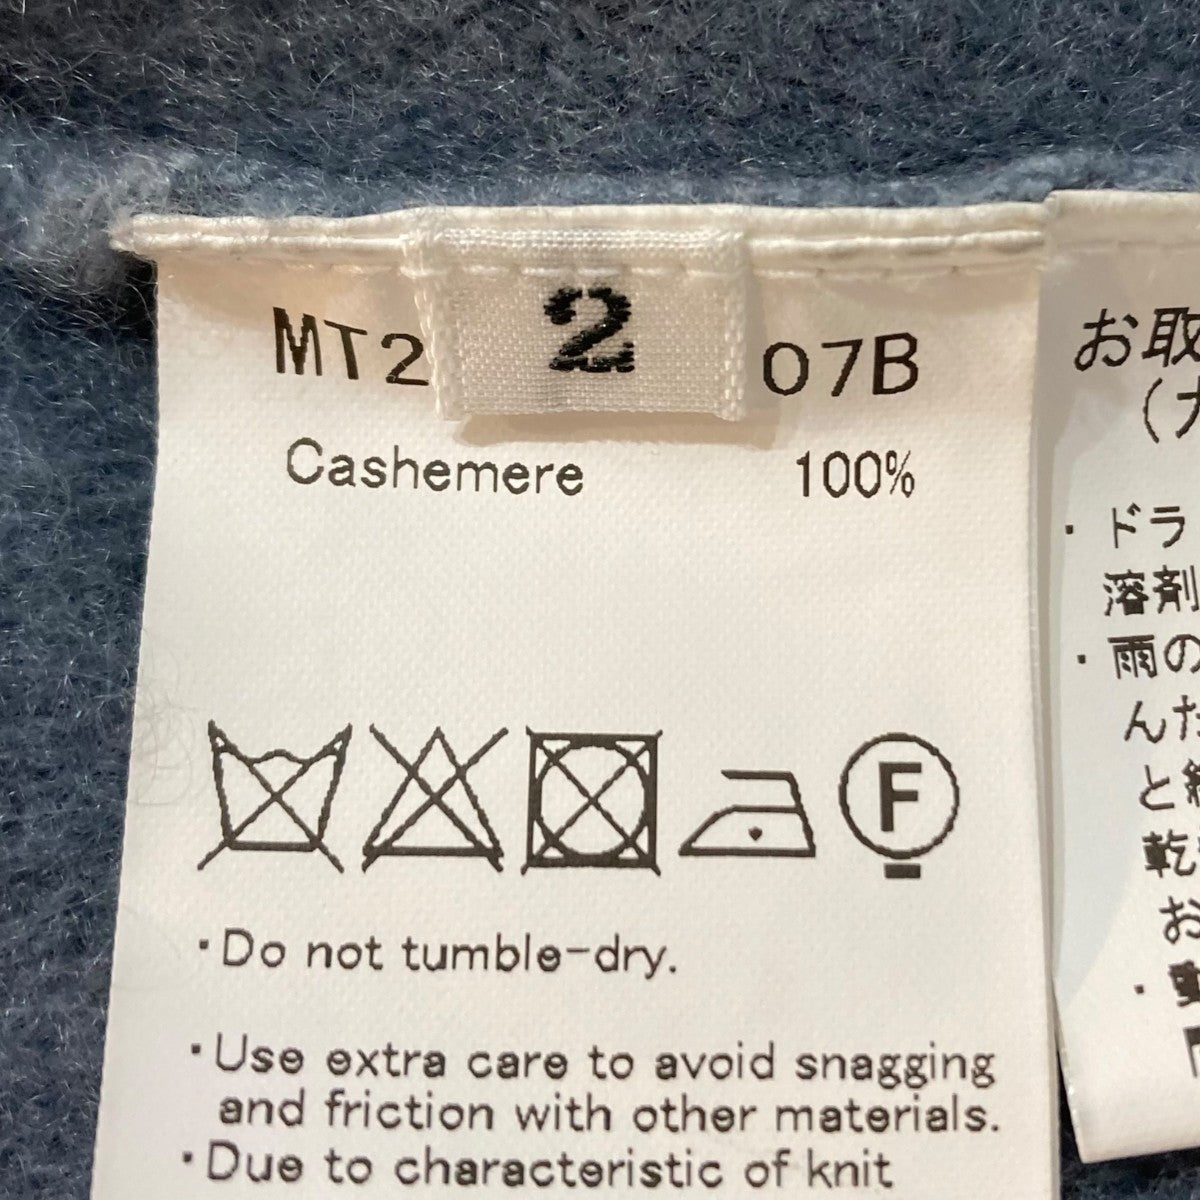 2
MT2 07B
Cashemere 100%
F
・Do not tumble-dry.
・Use extra care to avoid snagging
and friction with other materials.
・Due to characteristic of knit
お取
(
・ドラ
溶剤
・雨の
んだ
と
乾
お
・動